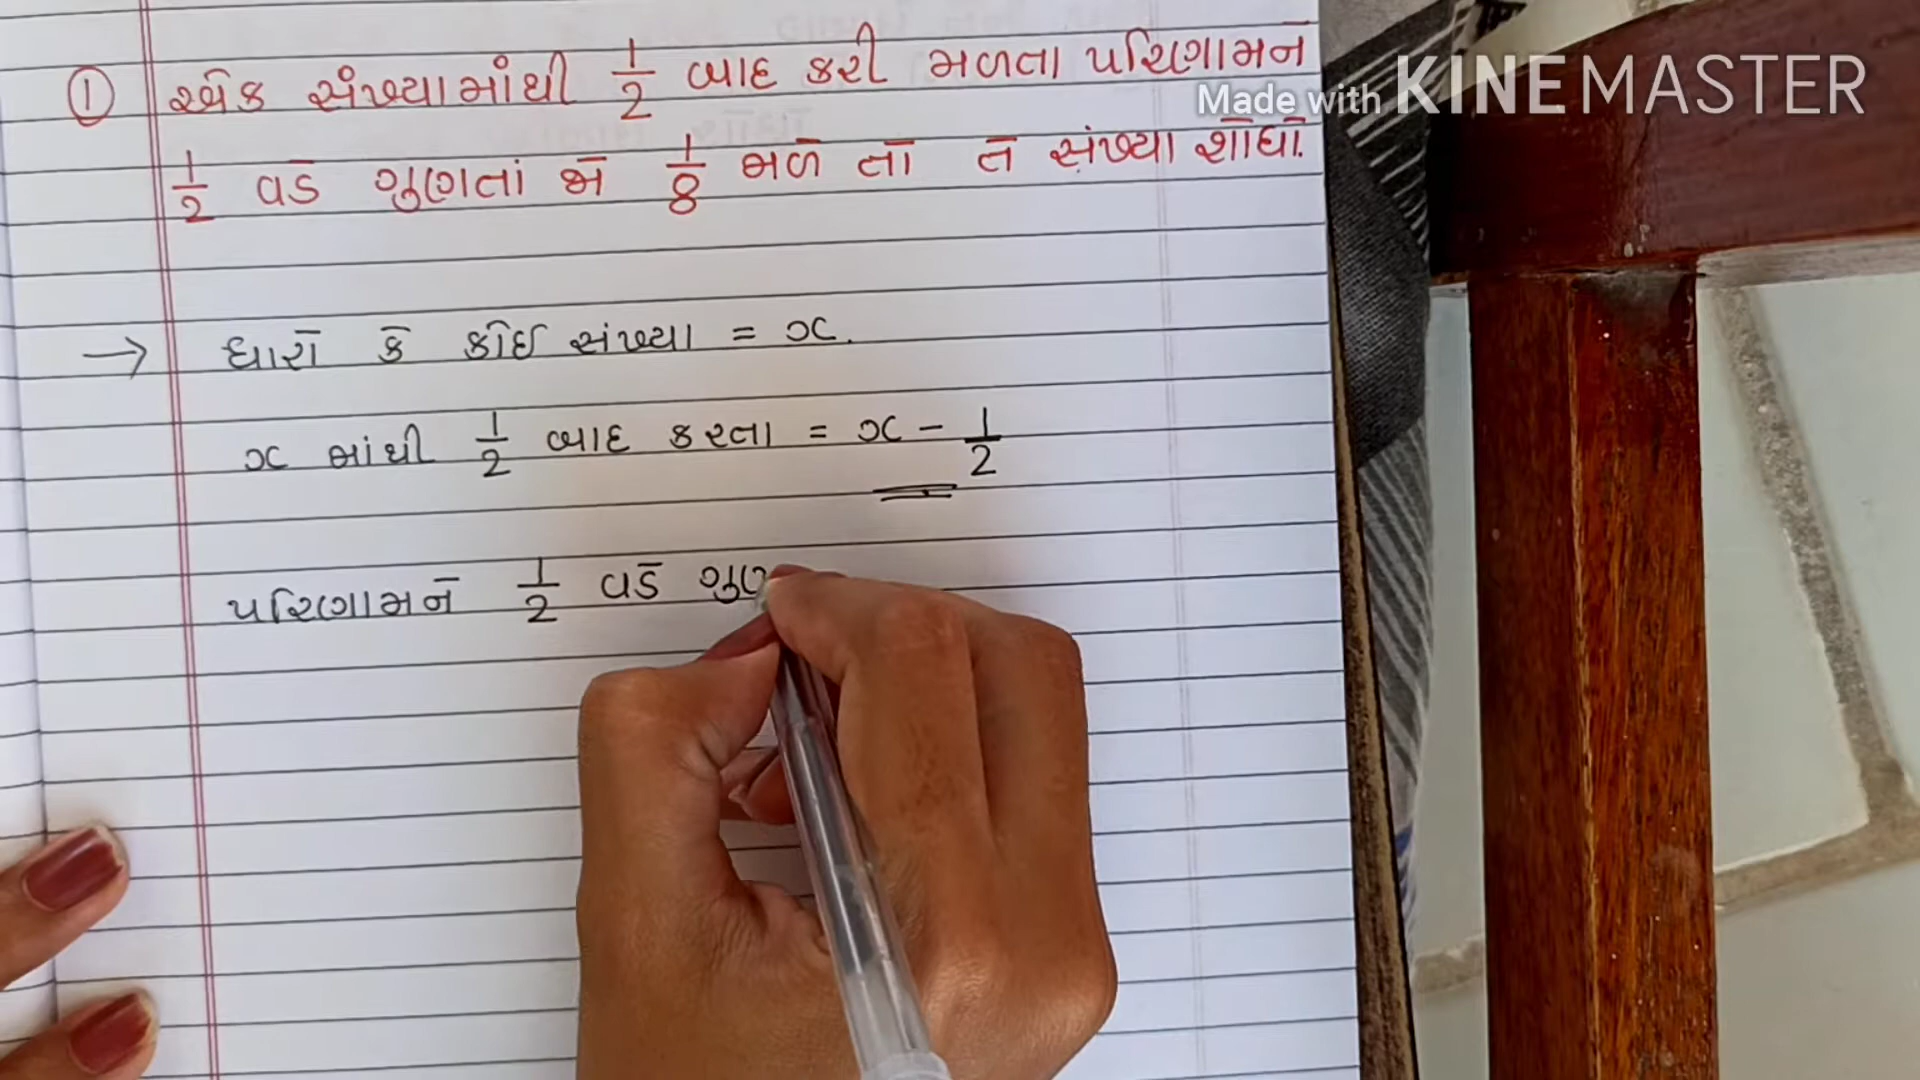 ① એક સંખ્યામાંથી 1/2 બાદ કરી મળતા પરિણામને
Made with KINEMASTER
1/2 વડે ગુણતાં જો 1/8 મળે તો તે સંખ્યા શોધો.
→ ધારો કે કોઈ સંખ્યા = x.
x માંથી 1/2 બાદ કરતા = x - 1/2
પરિણામને 1/2 વડે ગુણ